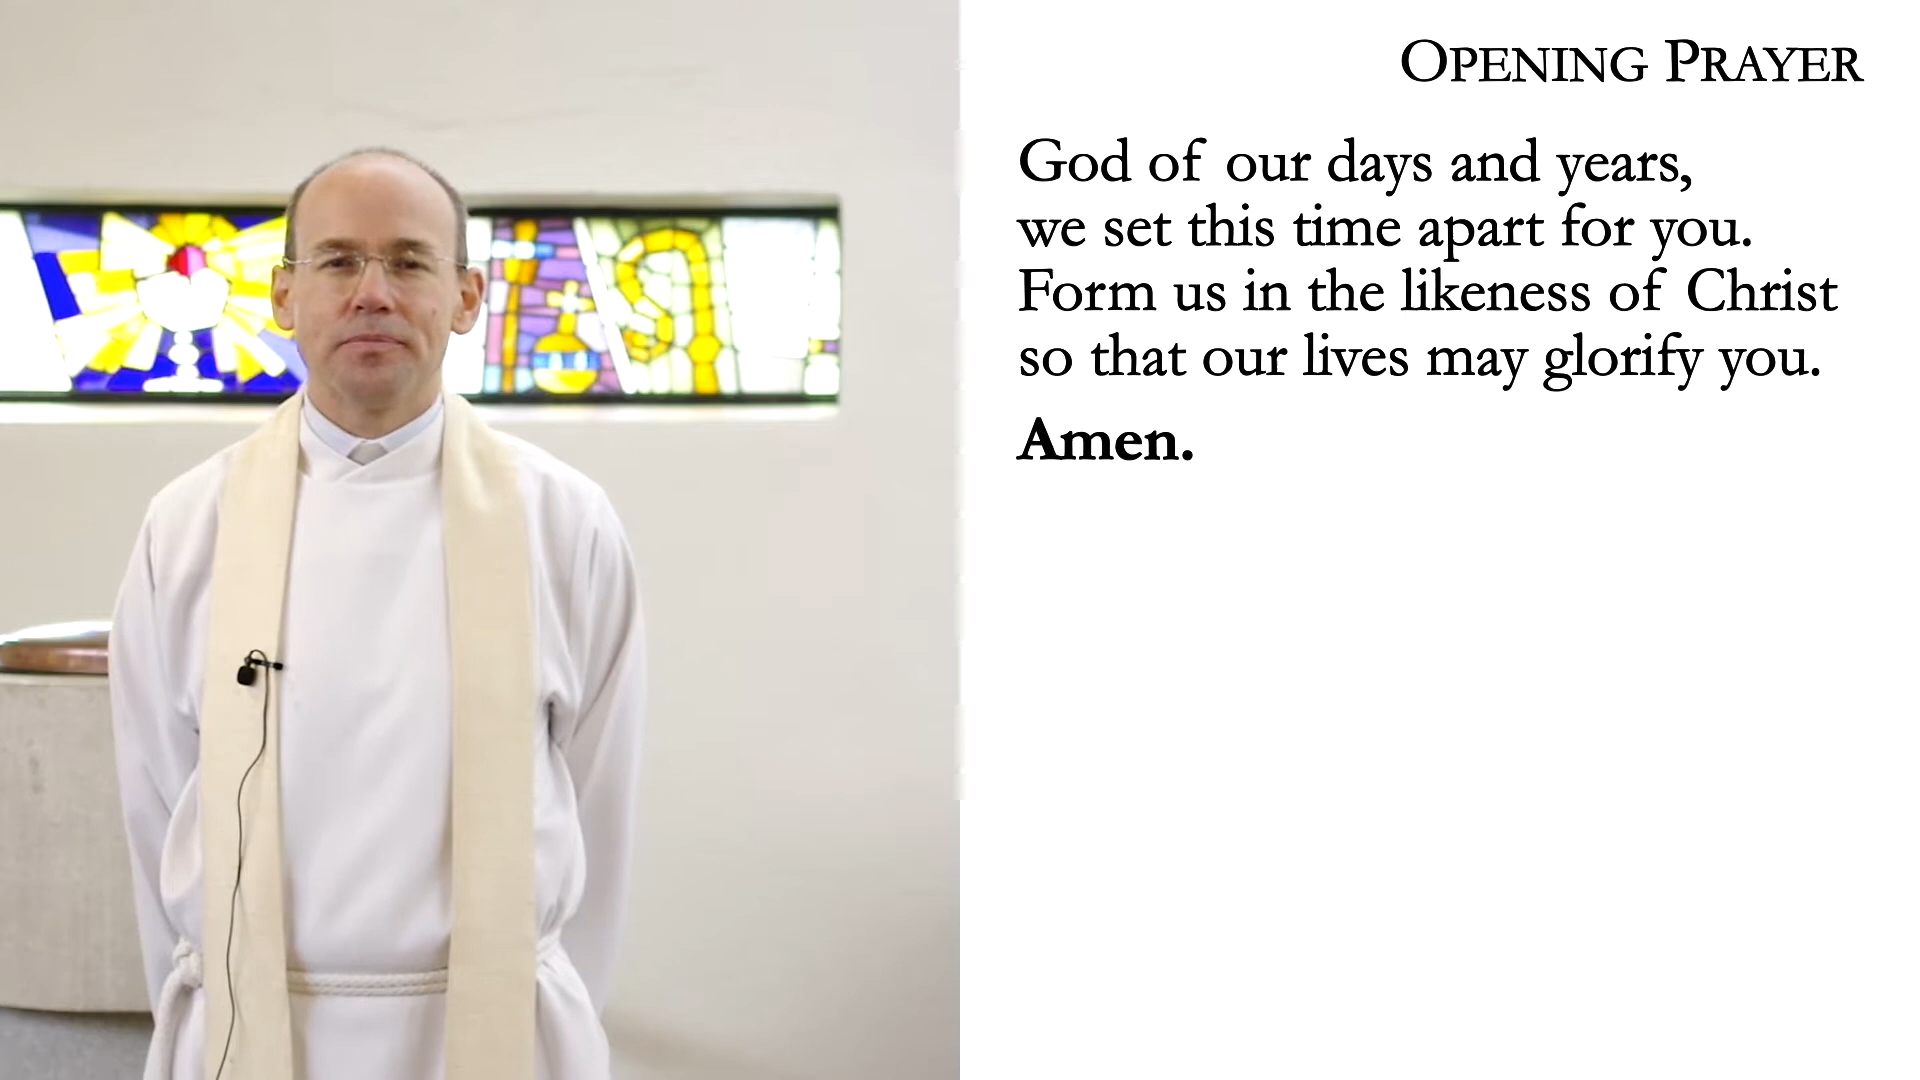 OPENING PRAYER
God of our days and years,
we set this time apart for you.
Form us in the likeness of Christ
so that our lives may glorify you.
Amen.